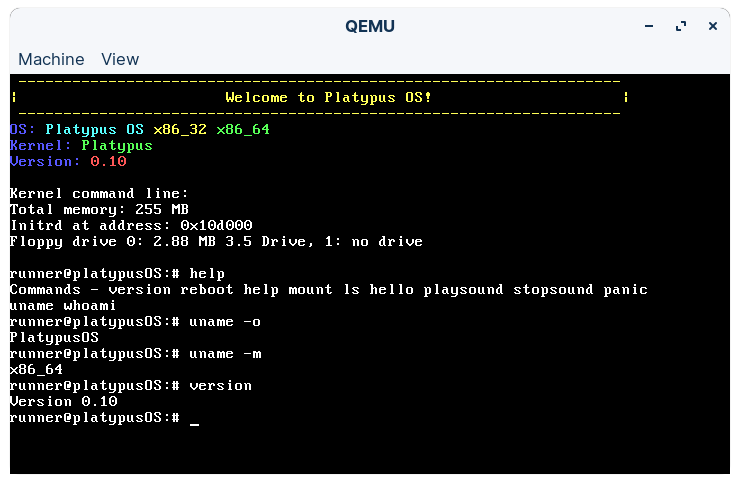 QEMU
Machine View
-------------------------------------------------------------------
¦ Welcome to Platypus OS! ¦
-------------------------------------------------------------------
OS: Platypus OS x86_32 x86_64
Kernel: Platypus
Version: 0.10
Kernel command line:
Total memory: 255 MB
Initrd at address: 0x10d000
Floppy drive 0: 2.88 MB 3.5 Drive, 1: no drive
runner@platypusOS:# help
Commands - version reboot help mount ls hello playsound stopsound panic
uname whoami
runner@platypusOS:# uname -o
PlatypusOS
runner@platypusOS:# uname -m
x86_64
runner@platypusOS:# version
Version 0.10
runner@platypusOS:# _